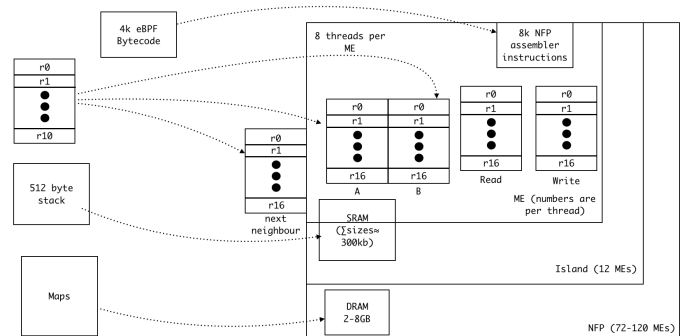 4k eBPF
Bytecode
8 threads per
ME
8k NFP
assembler
instructions
r0
r1
r10
r0
r1
r16
next
neighbour
r0
r1
r16
A
r0
r1
r16
B
r0
r1
r16
Read
r0
r1
r16
Write
ME (numbers are
per thread)
512 byte
stack
SRAM
(∑sizes≈
300kb)
Island (12 MEs)
Maps
DRAM
2-8GB
NFP (72-120 MEs)